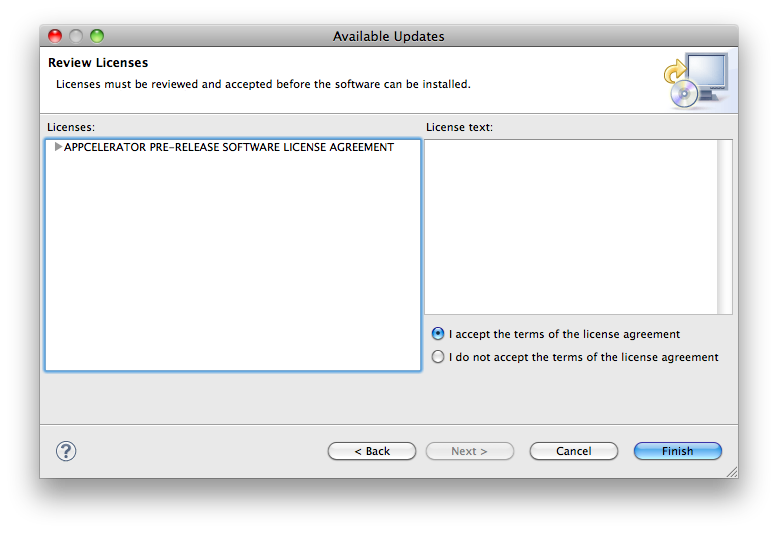 Available Updates
Review Licenses
Licenses must be reviewed and accepted before the software can be installed.
Licenses:
License text:
APPCELERATOR PRE-RELEASE SOFTWARE LICENSE AGREEMENT
I accept the terms of the license agreement
I do not accept the terms of the license agreement
?
< Back
Next >
Cancel
Finish